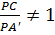 PC/PA′ ≠ 1